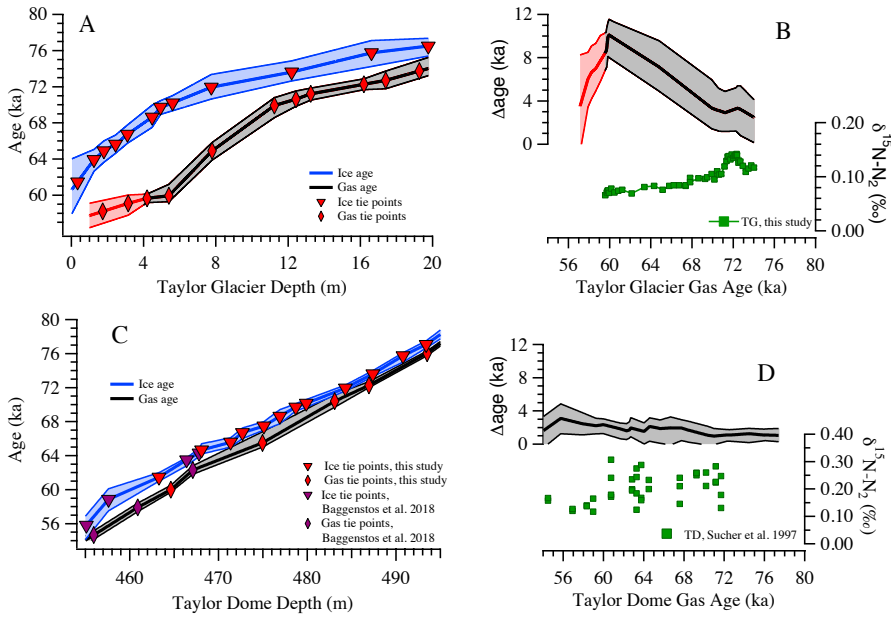 A
Age (ka)
80
76
72
68
64
60
Ice age
Gas age
Ice tie points
Gas tie points
0
4
8
12
16
20
Taylor Glacier Depth (m)
B
Δage (ka)
12
8
4
0
0.20
0.10
0.00
δ¹⁵N-N₂ (‰)
TG, this study
56
60
64
68
72
76
80
Taylor Glacier Gas Age (ka)
C
Age (ka)
80
76
72
68
64
60
56
Ice age
Gas age
Ice tie points, this study
Gas tie points, this study
Ice tie points,
Baggenstos et al. 2018
Gas tie points,
Baggenstos et al. 2018
460
470
480
490
Taylor Dome Depth (m)
D
Δage (ka)
12
8
4
0
0.40
0.30
0.20
0.10
0.00
δ¹⁵N-N₂ (‰)
TD, Sucher et al. 1997
56
60
64
68
72
76
80
Taylor Dome Gas Age (ka)